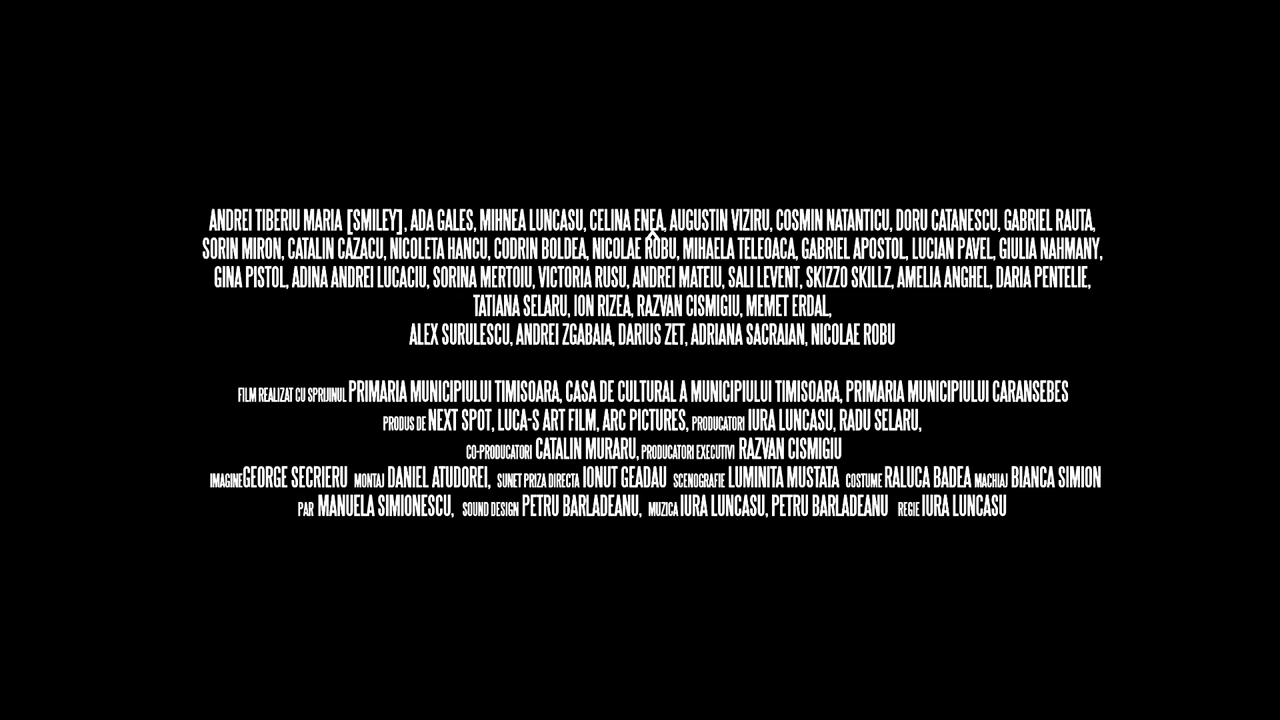 ANDREI TIBERIU MARIA [SMILEY], ADA GALES, MIHNEA LUNCASU, CELINA ENEA, AUGUSTIN VIZIRU, COSMIN NATANTICU, DORU CATANESCU, GABRIEL RAUTA,
SORIN MIRON, CATALIN CAZACU, NICOLETA HANCU, CODRIN BOLDEA, NICOLAE ROBU, MIHAELA TELEOACA, GABRIEL APOSTOL, LUCIAN PAVEL, GIULIA NAHMANY,
GINA PISTOL, ADINA ANDREI LUCACIU, SORINA MERTOIU, VICTORIA RUSU, ANDREI MATEIU, SALI LEVENT, SKIZZO SKILLZ, AMELIA ANGHEL, DARIA PENTELIE,
TATIANA SELARU, ION RIZEA, RAZVAN CISMIGIU, MEMET ERDAL,
ALEX SURULESCU, ANDREI ZGABAIA, DARIUS ZET, ADRIANA SACRAIAN, NICOLAE ROBU
FILM REALIZAT CU SPRIJINUL PRIMARIA MUNICIPIULUI TIMISOARA, CASA DE CULTURAL A MUNICIPIULUI TIMISOARA, PRIMARIA MUNICIPIULUI CARANSEBES
PRODUS DE NEXT SPOT, LUCA-S ART FILM, ARC PICTURES, PRODUCATORI IURA LUNCASU, RADU SELARU,
CO-PRODUCATORI CATALIN MURARU, PRODUCATORI EXECUTIVI RAZVAN CISMIGIU
IMAGINE GEORGE SECRIERU MONTAJ DANIEL ATUDOREI, SUNET PRIZA DIRECTA IONUT GEADAU SCENOGRAFIE LUMINITA MUSTATA COSTUME RALUCA BADEA MACHIAJ BIANCA SIMION
PAR MANUELA SIMIONESCU, SOUND DESIGN PETRU BARLADEANU, MUZICA IURA LUNCASU, PETRU BARLADEANU REGIE IURA LUNCASU